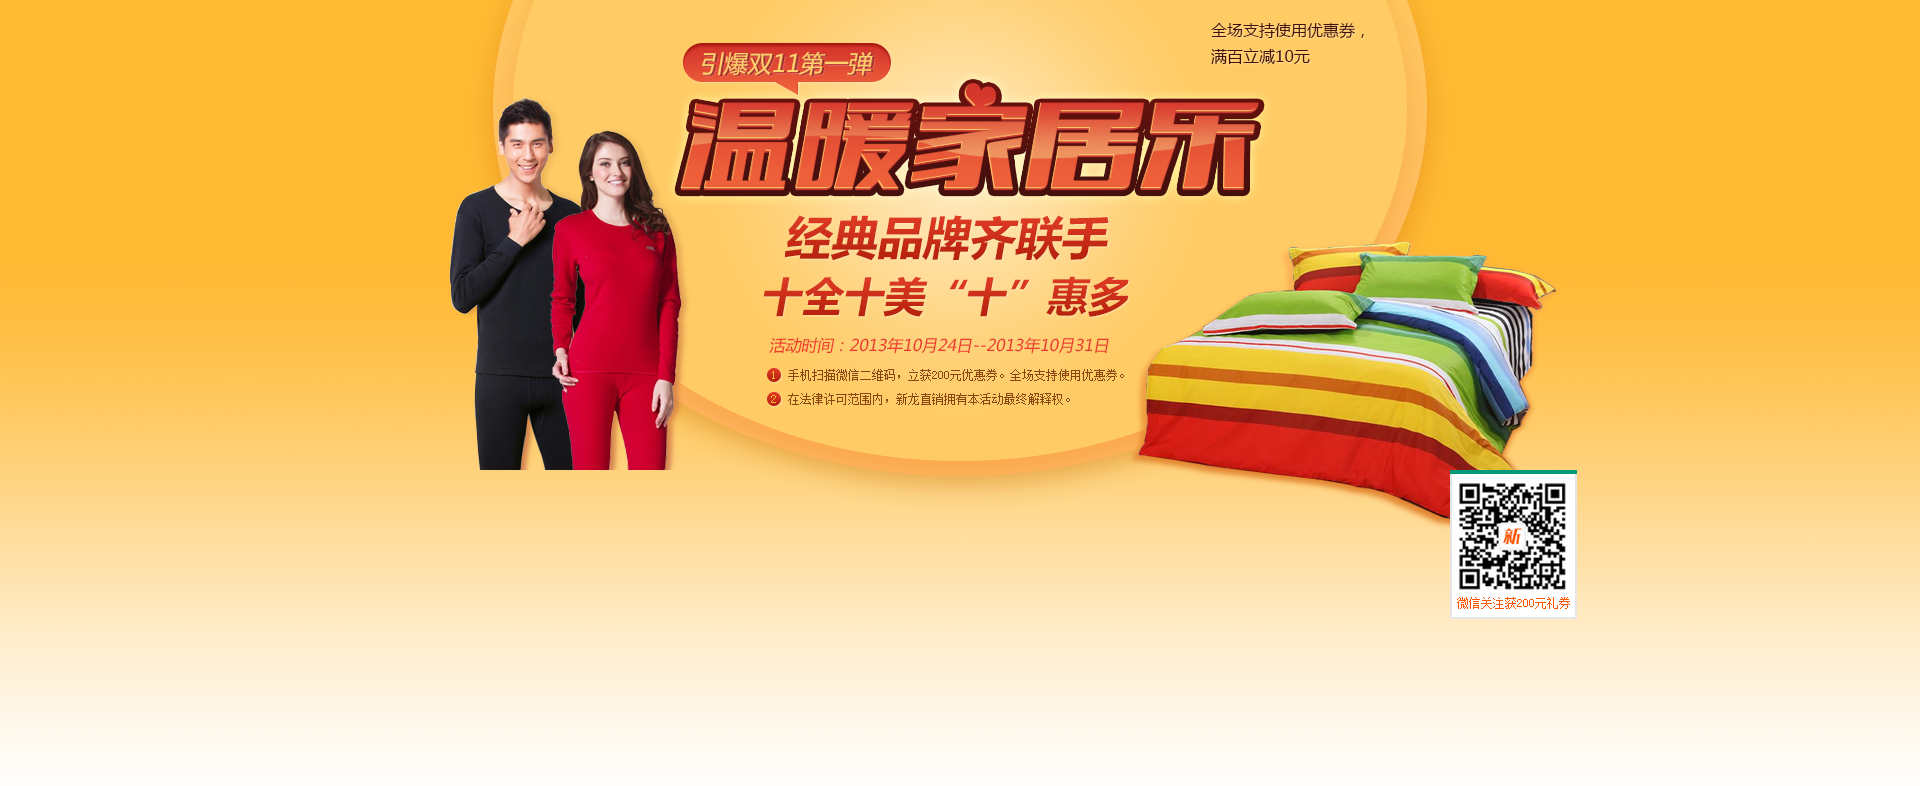 全场支持使用优惠券，
满百立减10元
引爆双11第一弹
温暖家居乐
经典品牌齐联手
十全十美“十”惠多
活动时间：2013年10月24日--2013年10月31日
1 手机扫描微信二维码，立获200元优惠券。全场支持使用优惠券。
2 在法律许可范围内，新龙直销拥有本活动最终解释权。
新
微信关注获200元礼券